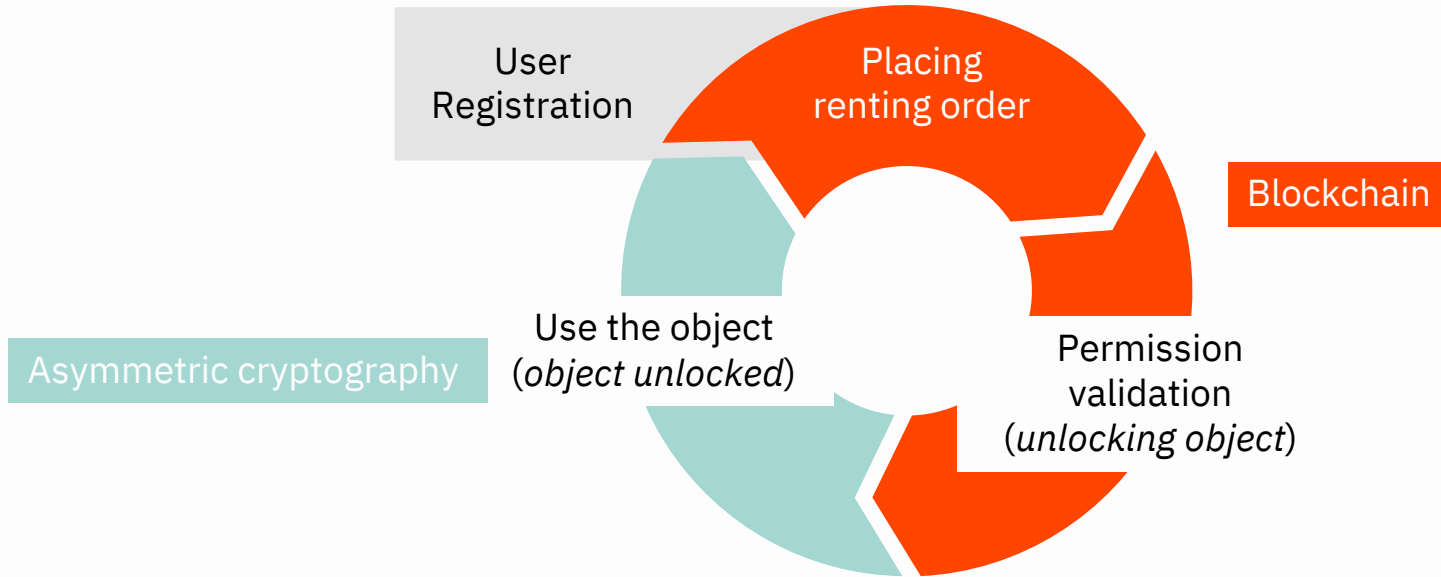 User
Registration
Placing
renting order
Blockchain
Use the object
(object unlocked)
Asymmetric cryptography
Permission
validation
(unlocking object)